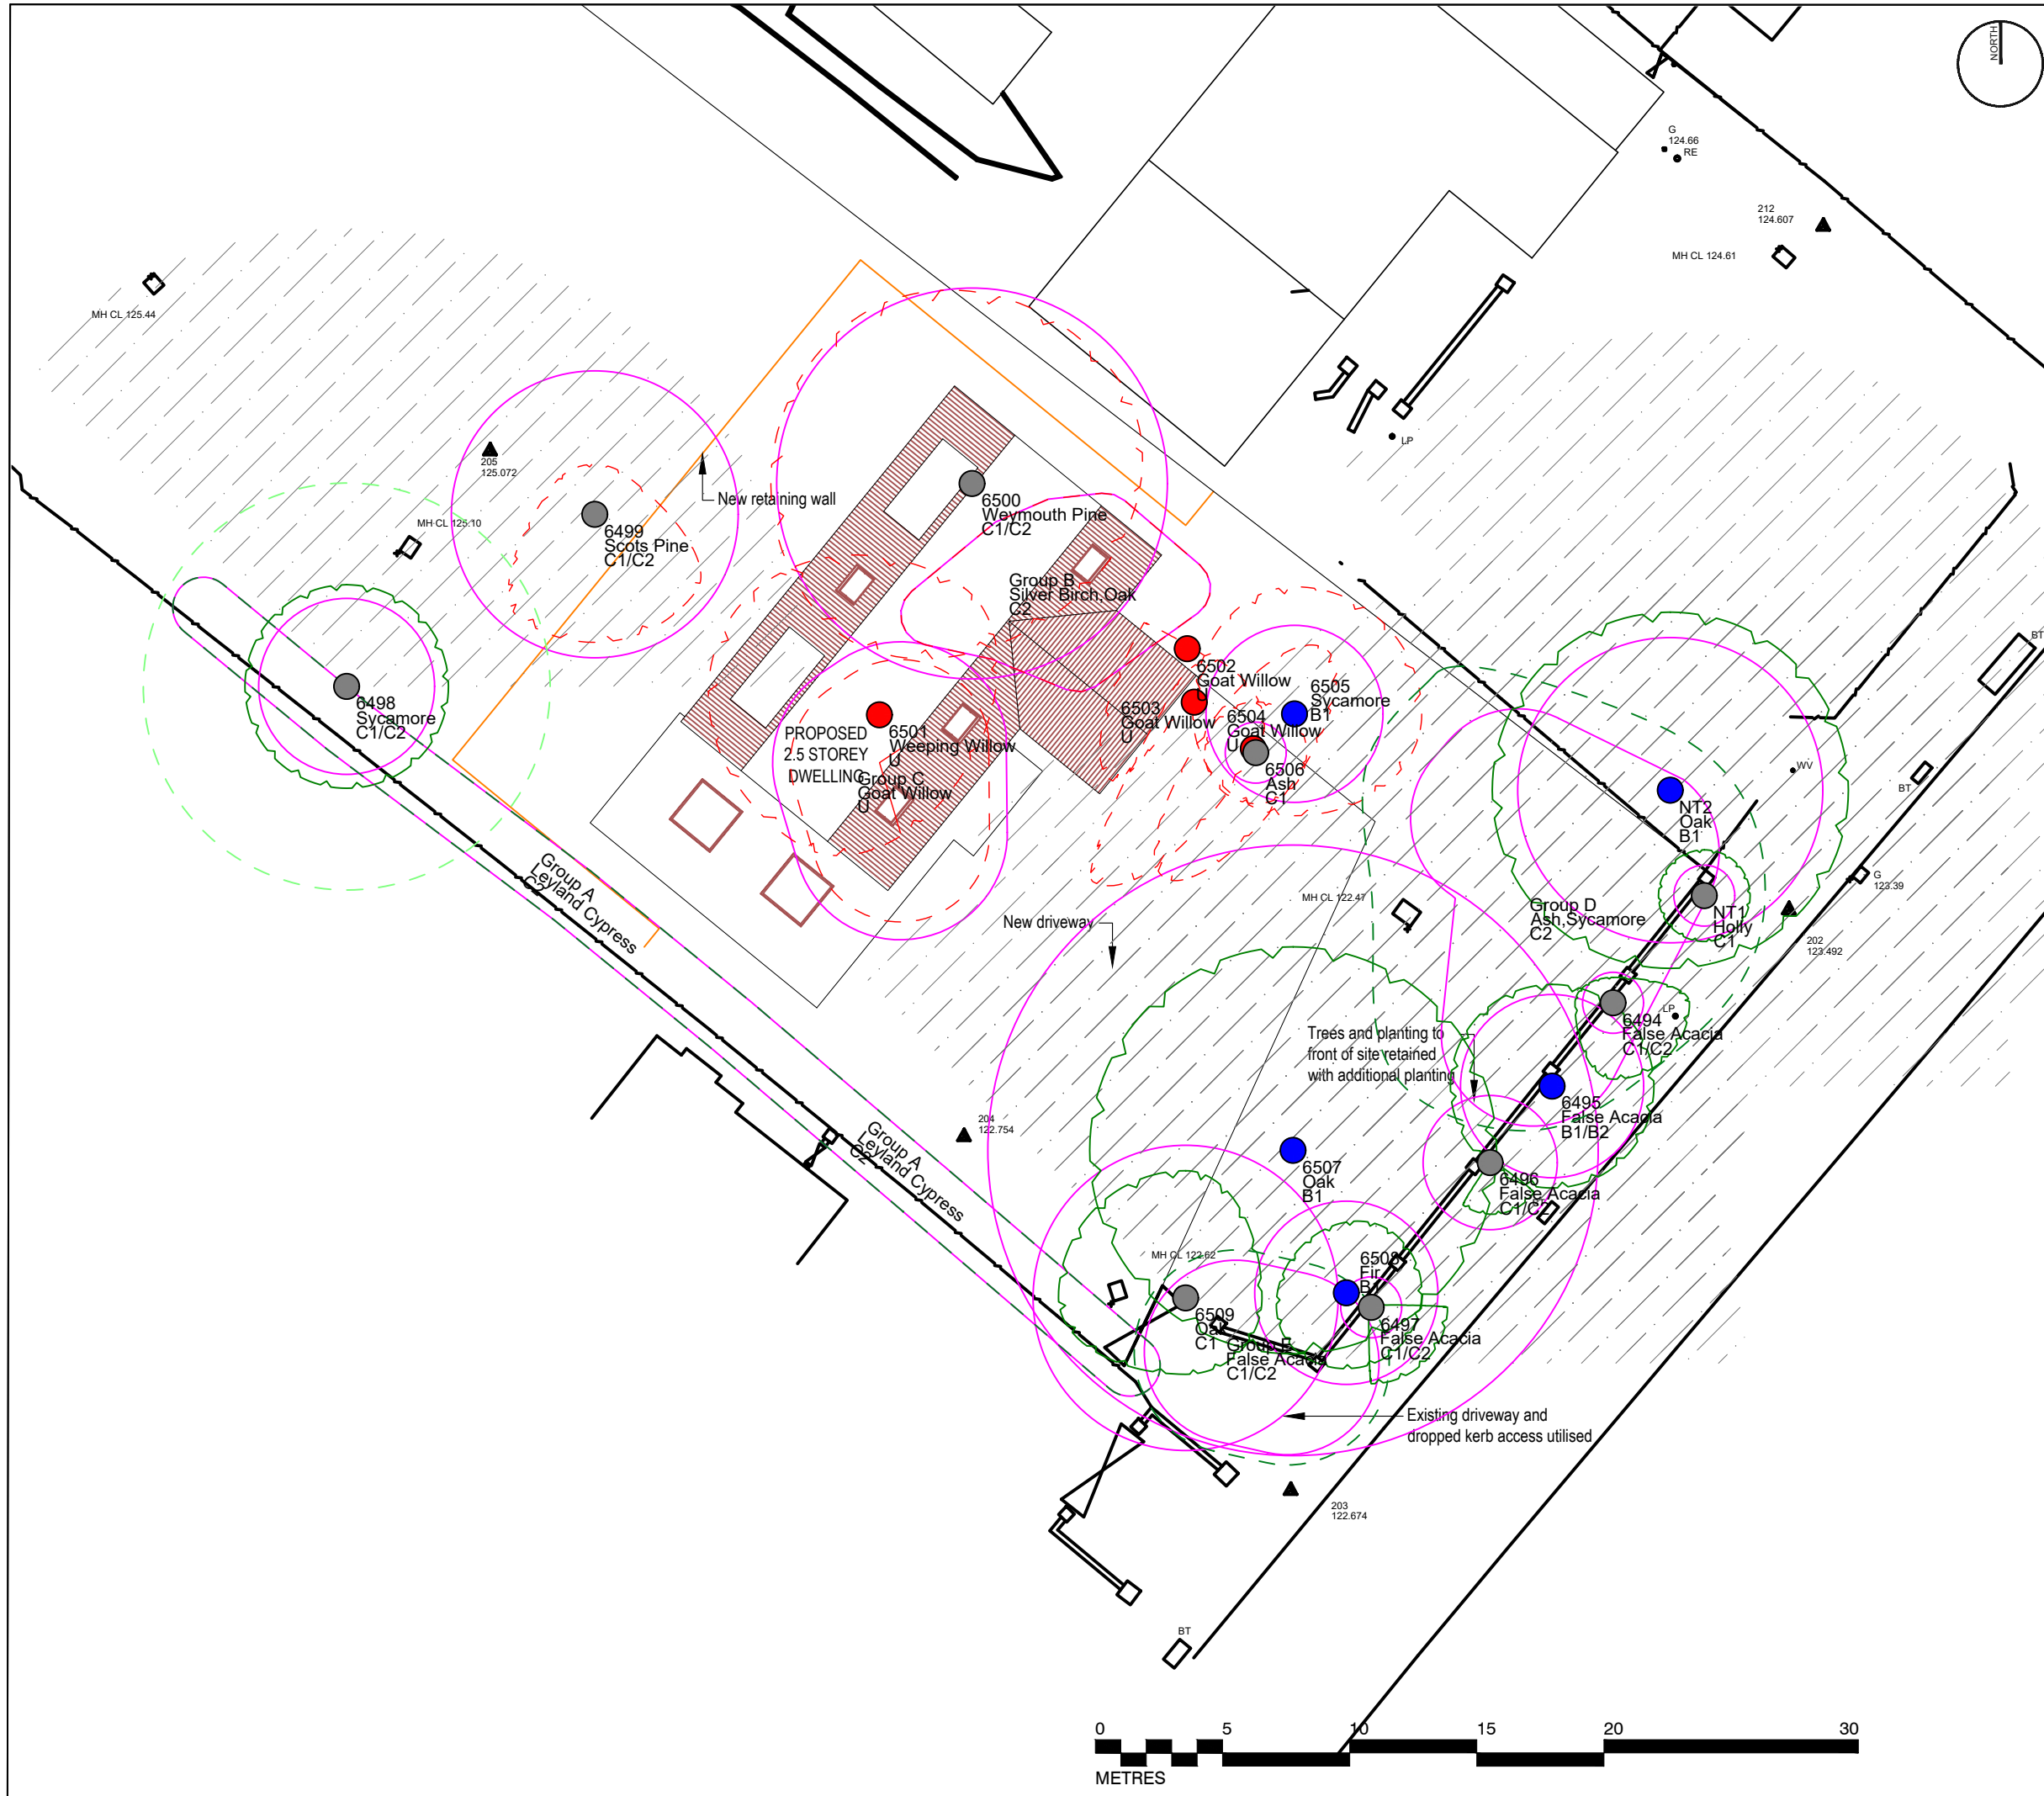 NORTH
G
124.66
RE
212
124.607
MH CL 124.61
MH CL 125.44
LP
205
125.072
New retaining wall
MH CL 125.10
6499
Scots Pine
C1/C2
6500
Weymouth Pine
C1/C2
Group B
Silver Birch,Oak
C2
6498
Sycamore
C1/C2
6502
Goat Willow
U
6503
Goat Willow
U
6504
Goat Willow
U
6505
Sycamore
B1
6506
Ash
C1
6501
Weeping Willow
U
PROPOSED
2.5 STOREY
DWELLING
Group C
Goat Willow
U
BT
WV
BT
NT2
Oak
B1
G
123.39
NT1
Holly
C1
Group D
Ash,Sycamore
C2
202
123.492
MH CL 122.47
New driveway
Group A
Leyland Cypress
C2
LP
6494
False Acacia
C1/C2
Trees and planting to
front of site retained
with additional planting
6495
False Acacia
B1/B2
204
122.754
Group A
Leyland Cypress
C2
6507
Oak
B1
6496
False Acacia
C1/C2
MH CL 122.62
6508
Fir
B1
6509
Oak
C1
6497
False Acacia
C1/C2
Group E
False Acacia
C1/C2
Existing driveway and
dropped kerb access utilised
203
122.674
BT
0 5 10 15 20 30
METRES